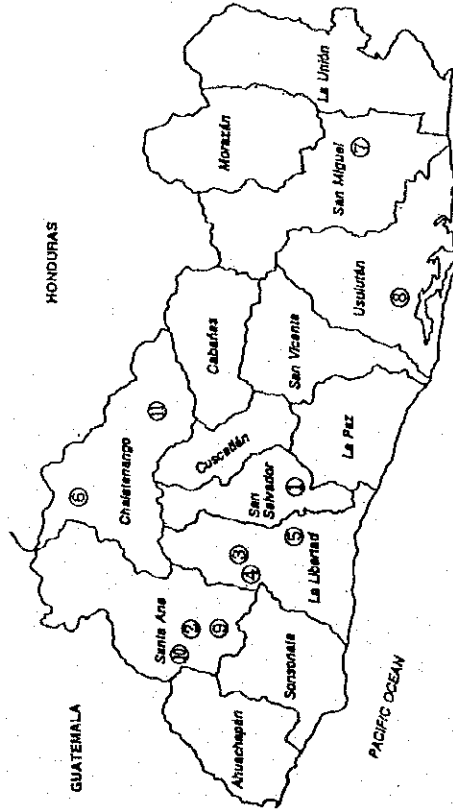 GUATEMALA
HONDURAS
PACIFIC OCEAN
Ahuachapán
Santa Ana
Sonsonate
Chalatenango
La Libertad
San
Salvador
Cuscatlán
La Paz
Cabañas
San Vicente
Usulután
San Miguel
Morazán
La Unión
⑥
⑪
⑩
②
⑨
③
④
⑤
①
⑦
⑧